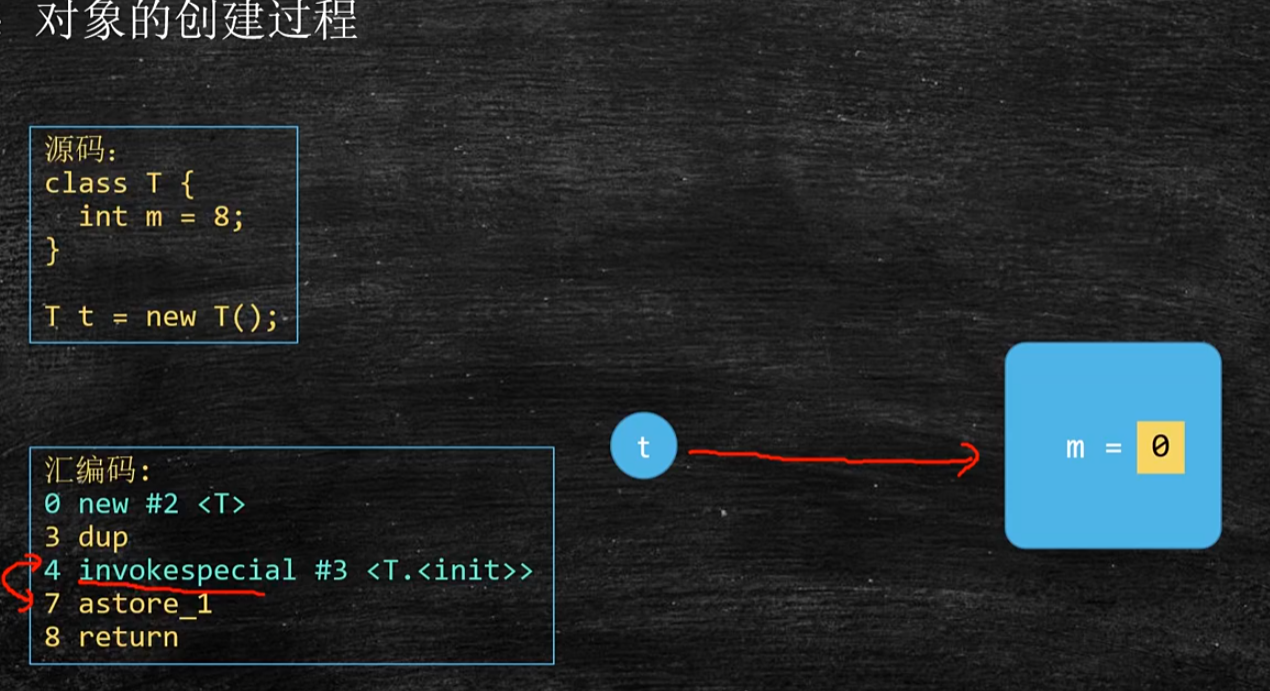 对象的创建过程
源码:
class T {
  int m = 8;
}
T t = new T();
汇编码:
0 new #2 <T>
3 dup
4 invokespecial #3 <T.<init>>
7 astore_1
8 return
t
m = 0